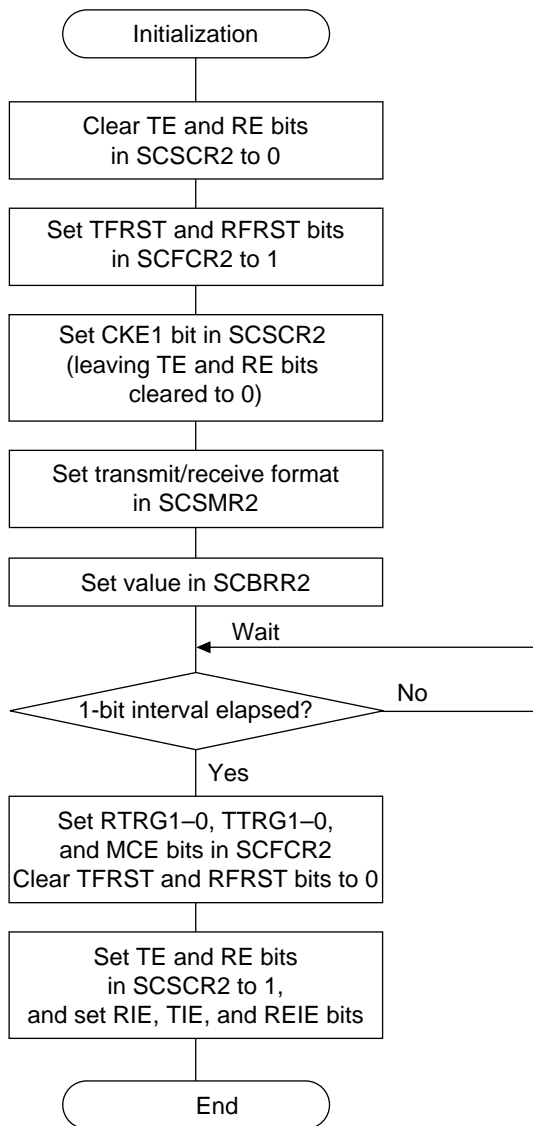 Initialization
Clear TE and RE bits
in SCSCR2 to 0
Set TFRST and RFRST bits
in SCFCR2 to 1
Set CKE1 bit in SCSCR2
(leaving TE and RE bits
cleared to 0)
Set transmit/receive format
in SCSMR2
Set value in SCBRR2
Wait
1-bit interval elapsed?
No
Yes
Set RTRG1–0, TTRG1–0,
and MCE bits in SCFCR2
Clear TFRST and RFRST bits to 0
Set TE and RE bits
in SCSCR2 to 1,
and set RIE, TIE, and REIE bits
End